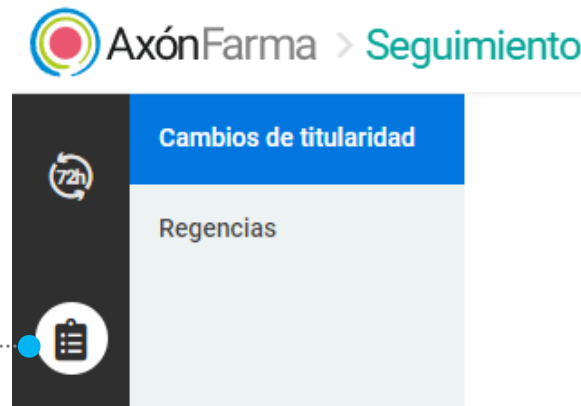 AxónFarma > Seguimiento
Cambios de titularidad
72h
Regencias